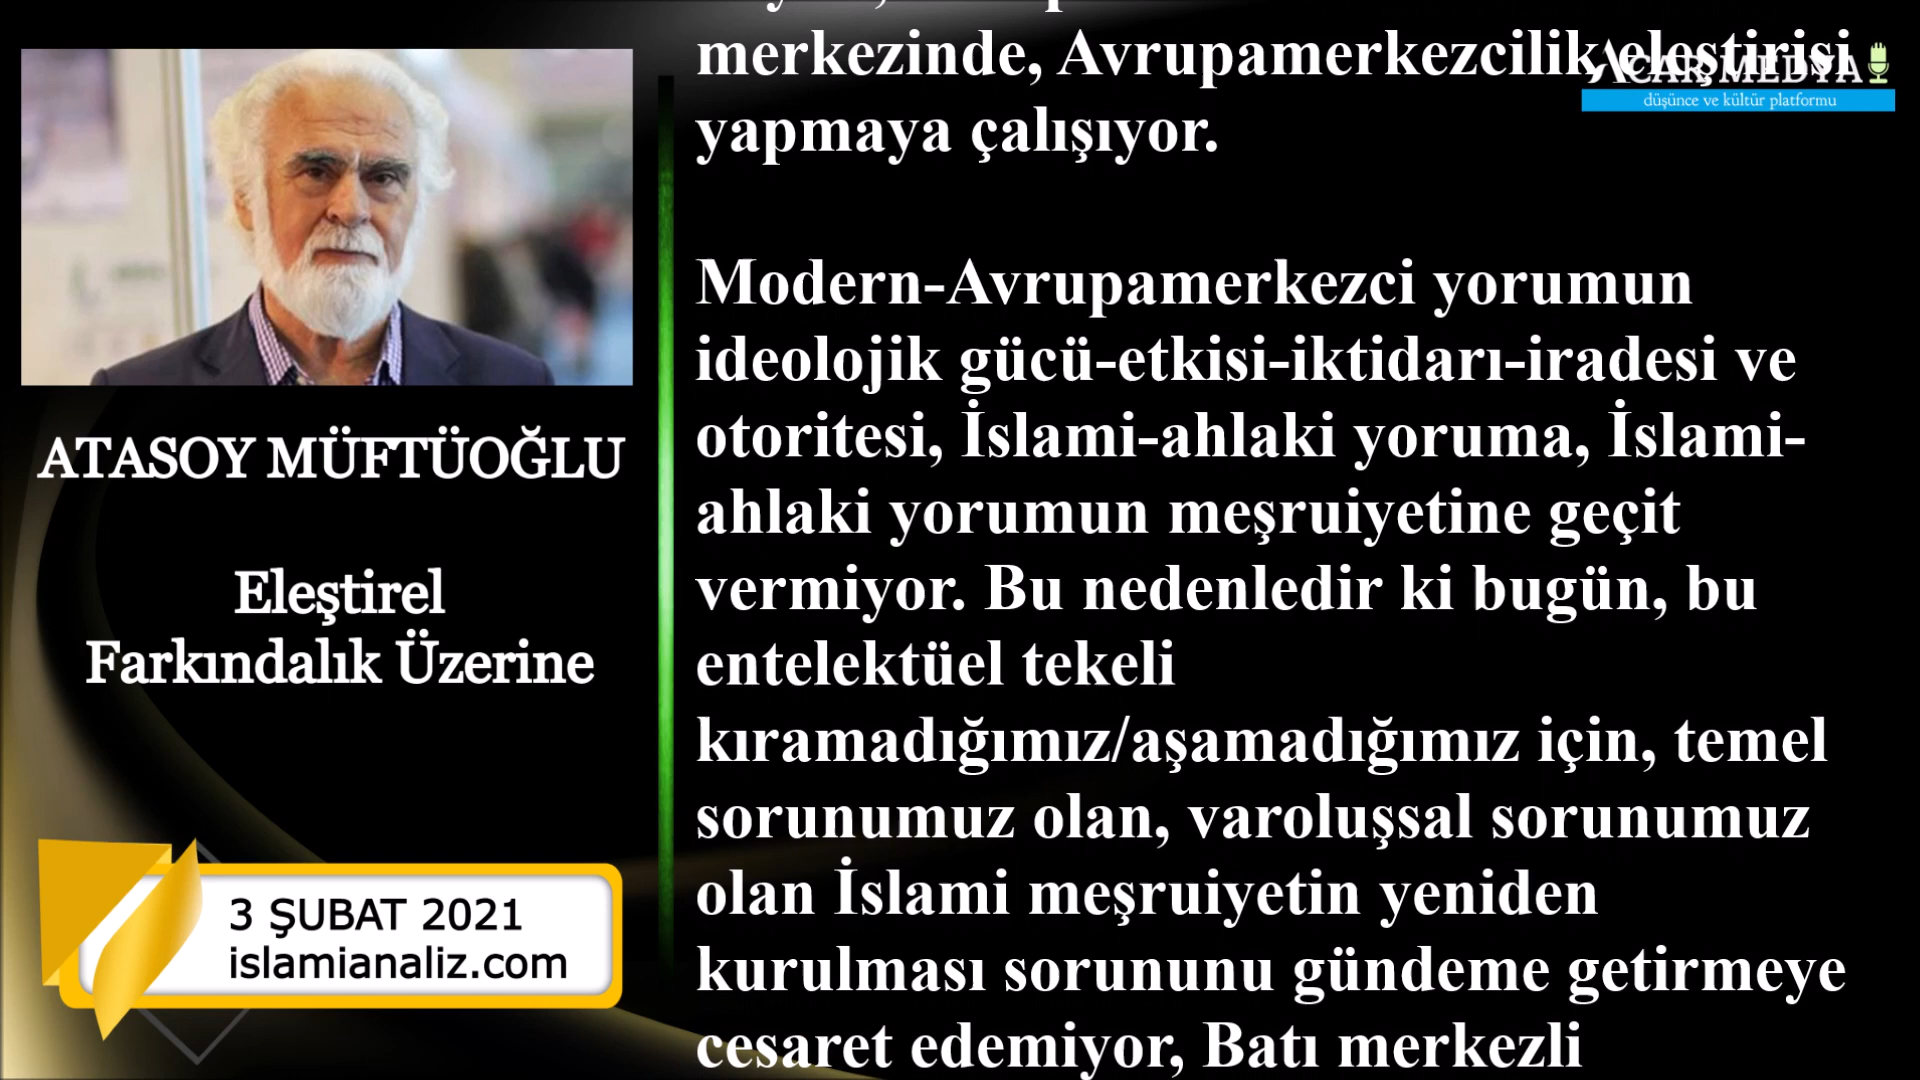 merkezinde, Avrupamerkezcilik eleştirisi
yapmaya çalışıyor.
Modern-Avrupamerkezci yorumun
ideolojik gücü-etkisi-iktidarı-iradesi ve
otoritesi, İslami-ahlaki yoruma, İslami-
ahlaki yorumun meşruiyetine geçit
vermiyor. Bu nedenledir ki bugün, bu
entelektüel tekeli
kıramadığımız/aşamadığımız için, temel
sorunumuz olan, varoluşsal sorunumuz
olan İslami meşruiyetin yeniden
kurulması sorununu gündeme getirmeye
cesaret edemiyor, Batı merkezli
ACAR MEDYA
düşünce ve kültür platformu
ATASOY MÜFTÜOĞLU
Eleştirel
Farkındalık Üzerine
3 ŞUBAT 2021
islamianaliz.com